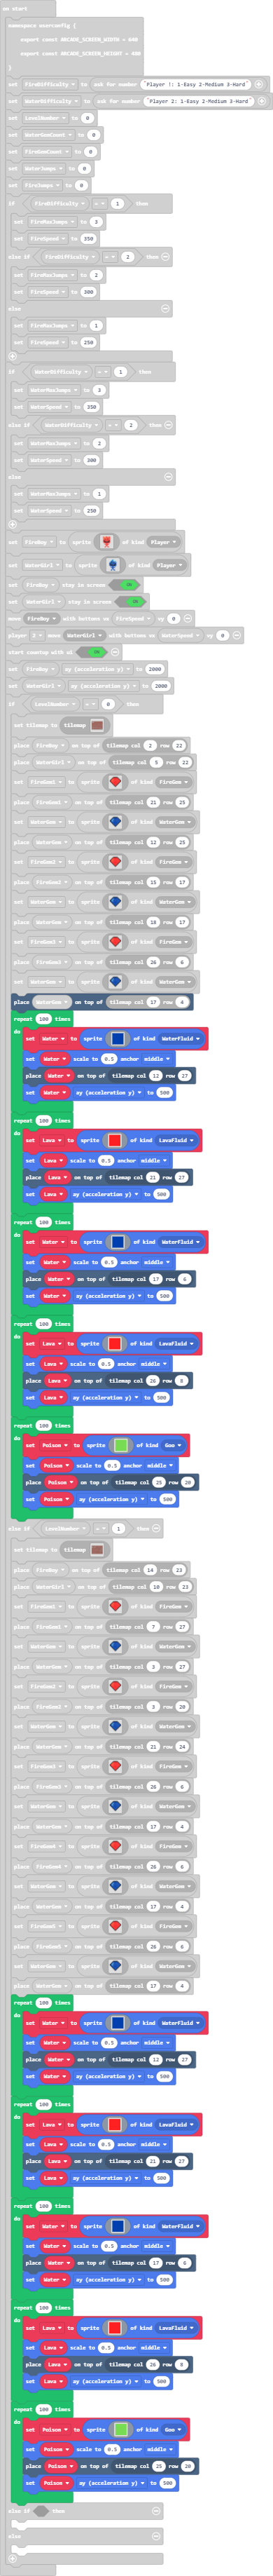 on start
namespace userconfig {
export const ARCADE_SCREEN_WIDTH = 640
export const ARCADE_SCREEN_HEIGHT = 480
}
set FireDifficulty to ask for number "Player 1: 1-Easy 2-Medium 3-Hard"
set WaterDifficulty to ask for number "Player 2: 1-Easy 2-Medium 3-Hard"
set LevelNumber to 0
set WaterGemCount to 0
set FireGemCount to 0
set WaterJumps to 0
set FireJumps to 0
if FireDifficulty = 1 then
set FireMaxJumps to 3
set FireSpeed to 350
else if FireDifficulty = 2 then
set FireMaxJumps to 2
set FireSpeed to 300
else
set FireMaxJumps to 1
set FireSpeed to 250
if WaterDifficulty = 1 then
set WaterMaxJumps to 3
set WaterSpeed to 350
else if WaterDifficulty = 2 then
set WaterMaxJumps to 2
set WaterSpeed to 300
else
set WaterMaxJumps to 1
set WaterSpeed to 250
set FireBoy to sprite of kind Player
set WaterGirl to sprite of kind Player
set FireBoy stay in screen ON
set WaterGirl stay in screen ON
move FireBoy with buttons vx FireSpeed vy 0
player 2 move WaterGirl with buttons vx WaterSpeed vy 0
start countup with ms ON
set FireBoy ay (acceleration y) to 2000
set WaterGirl ay (acceleration y) to 2000
if LevelNumber = 0 then
set tilemap to tilemap
place FireBoy on top of tilemap col 2 row 22
place WaterGirl on top of tilemap col 5 row 22
set FireGem1 to sprite of kind FireGem
place FireGem1 on top of tilemap col 21 row 25
set WaterGem to sprite of kind WaterGem
place WaterGem on top of tilemap col 12 row 25
set FireGem2 to sprite of kind FireGem
place FireGem2 on top of tilemap col 15 row 17
set WaterGem to sprite of kind WaterGem
place WaterGem on top of tilemap col 18 row 17
set FireGem3 to sprite of kind FireGem
place FireGem3 on top of tilemap col 26 row 6
set WaterGem to sprite of kind WaterGem
place WaterGem on top of tilemap col 17 row 4
repeat 100 times
do set Water to sprite of kind WaterFluid
set Water scale to 0.5 anchor middle
place Water on top of tilemap col 12 row 27
set Water ay (acceleration y) to 500
repeat 100 times
do set Lava to sprite of kind LavaFluid
set Lava scale to 0.5 anchor middle
place Lava on top of tilemap col 21 row 27
set Lava ay (acceleration y) to 500
repeat 100 times
do set Water to sprite of kind WaterFluid
set Water scale to 0.5 anchor middle
place Water on top of tilemap col 17 row 6
set Water ay (acceleration y) to 500
repeat 100 times
do set Lava to sprite of kind LavaFluid
set Lava scale to 0.5 anchor middle
place Lava on top of tilemap col 26 row 8
set Lava ay (acceleration y) to 500
repeat 100 times
do set Poison to sprite of kind Goo
set Poison scale to 0.5 anchor middle
place Poison on top of tilemap col 25 row 20
set Poison ay (acceleration y) to 500
else if LevelNumber = 1 then
set tilemap to tilemap
place FireBoy on top of tilemap col 14 row 23
place WaterGirl on top of tilemap col 10 row 23
set FireGem1 to sprite of kind FireGem
place FireGem1 on top of tilemap col 7 row 27
set WaterGem to sprite of kind WaterGem
place WaterGem on top of tilemap col 3 row 27
set FireGem2 to sprite of kind FireGem
place FireGem2 on top of tilemap col 3 row 20
set WaterGem to sprite of kind WaterGem
place WaterGem on top of tilemap col 21 row 24
set FireGem3 to sprite of kind FireGem
place FireGem3 on top of tilemap col 26 row 6
set WaterGem to sprite of kind WaterGem
place WaterGem on top of tilemap col 17 row 4
set FireGem4 to sprite of kind FireGem
place FireGem4 on top of tilemap col 26 row 6
set WaterGem to sprite of kind WaterGem
place WaterGem on top of tilemap col 17 row 4
set FireGem5 to sprite of kind FireGem
place FireGem5 on top of tilemap col 26 row 6
set WaterGem to sprite of kind WaterGem
place WaterGem on top of tilemap col 17 row 4
repeat 100 times
do set Water to sprite of kind WaterFluid
set Water scale to 0.5 anchor middle
place Water on top of tilemap col 12 row 27
set Water ay (acceleration y) to 500
repeat 100 times
do set Lava to sprite of kind LavaFluid
set Lava scale to 0.5 anchor middle
place Lava on top of tilemap col 21 row 27
set Lava ay (acceleration y) to 500
repeat 100 times
do set Water to sprite of kind WaterFluid
set Water scale to 0.5 anchor middle
place Water on top of tilemap col 17 row 6
set Water ay (acceleration y) to 500
repeat 100 times
do set Lava to sprite of kind LavaFluid
set Lava scale to 0.5 anchor middle
place Lava on top of tilemap col 26 row 8
set Lava ay (acceleration y) to 500
repeat 100 times
do set Poison to sprite of kind Goo
set Poison scale to 0.5 anchor middle
place Poison on top of tilemap col 25 row 20
set Poison ay (acceleration y) to 500
else if then
else